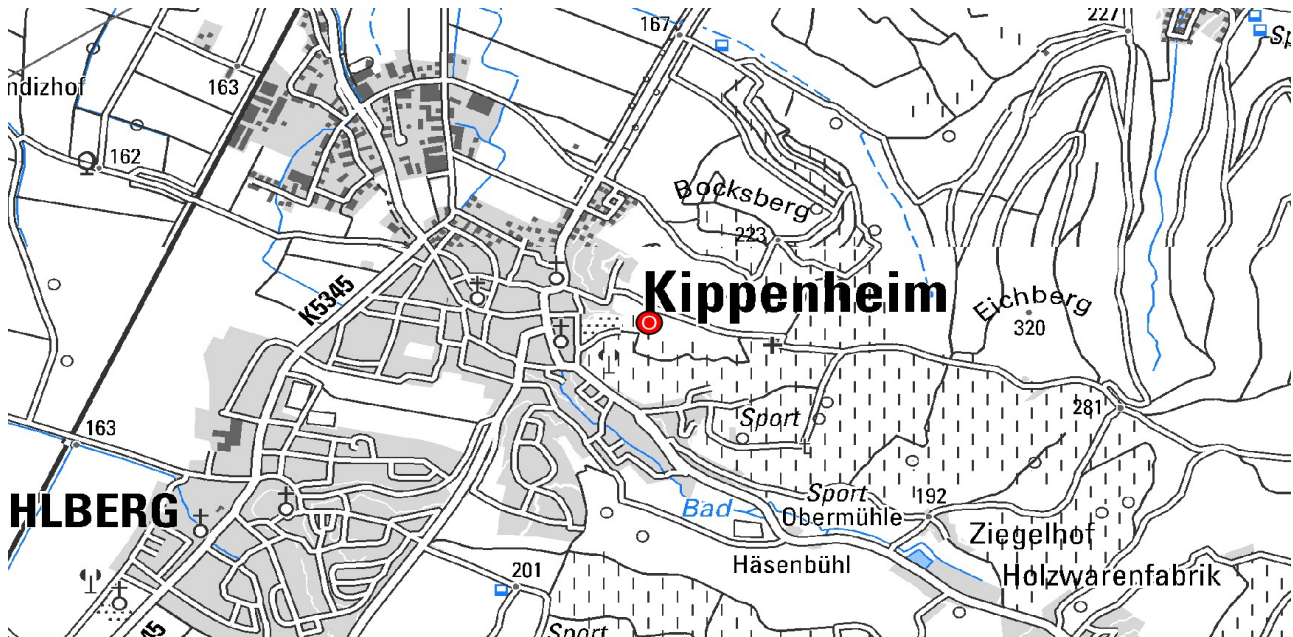 167
227
Sp
163
ndizhof
162
Bocksberg
223
Kippenheim
K5345
Eichberg
320
281
Sport
163
HLBERG
Sport
192
Bad
Obermühle
Ziegelhof
Häsenbühl
Holzwarenfabrik
201
Sport
45